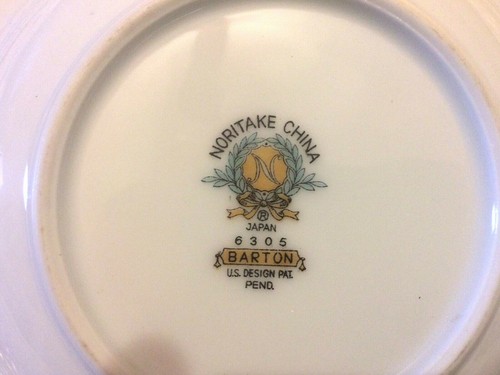 NORITAKE CHINA
N
®
JAPAN
6305
BARTON
U.S. DESIGN PAT.
PEND.